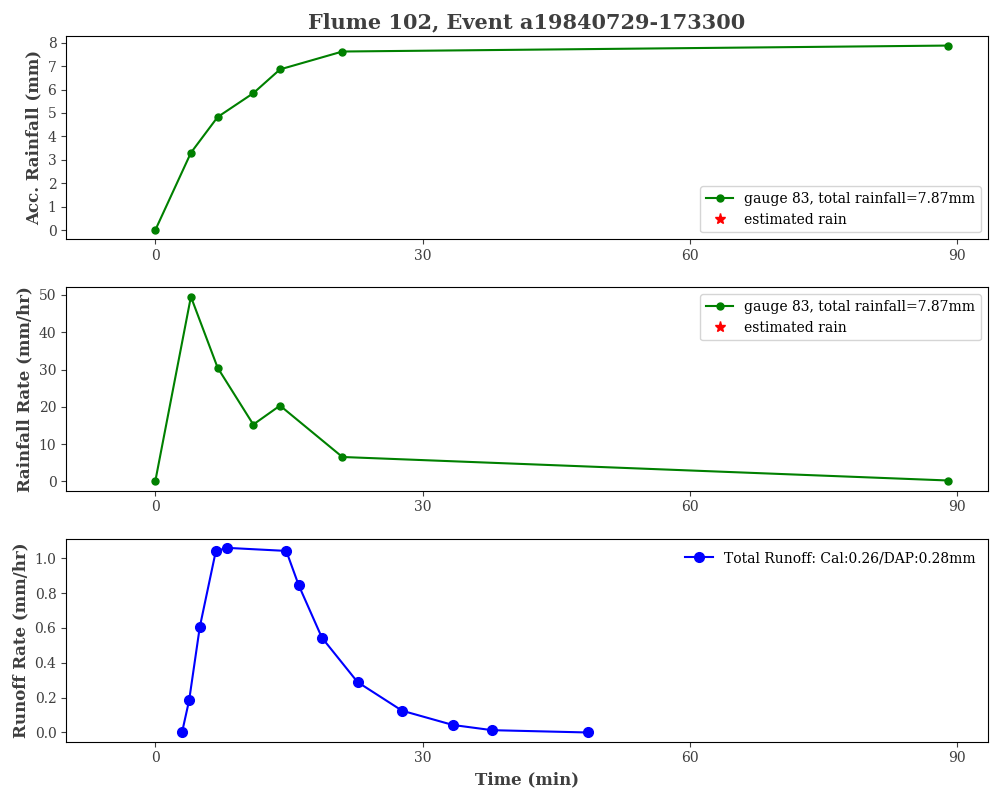 Flume 102, Event a19840729-173300
Acc. Rainfall (mm)
8
7
6
5
4
3
2
1
0
gauge 83, total rainfall=7.87mm
estimated rain
0 30 60 90
Rainfall Rate (mm/hr)
50
40
30
20
10
0
gauge 83, total rainfall=7.87mm
estimated rain
0 30 60 90
Runoff Rate (mm/hr)
1.0
0.8
0.6
0.4
0.2
0.0
Total Runoff: Cal:0.26/DAP:0.28mm
0 30 60 90
Time (min)